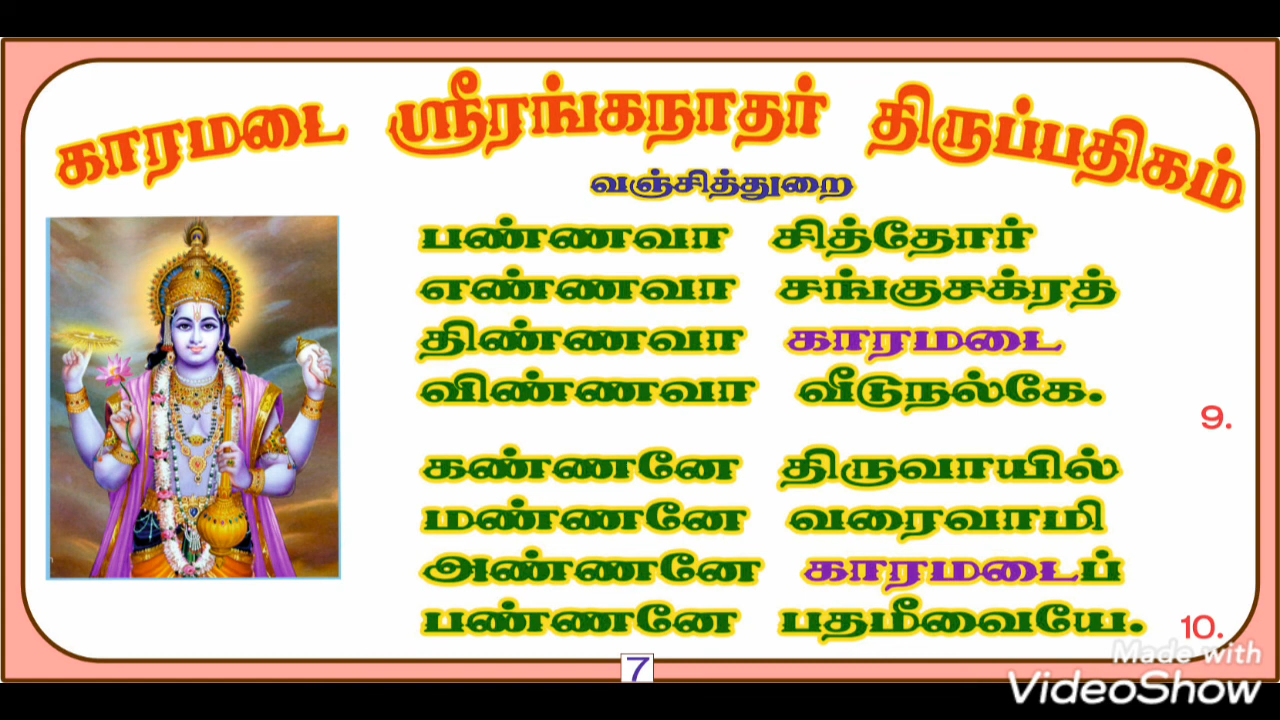 காரமடை ஸ்ரீரங்கநாதர் திருப்பதிகம்
வஞ்சித்துறை
பண்ணவா சித்தோர்
எண்ணவா சங்குசக்ரத்
திண்ணவா காரமடை
விண்ணவா வீடுநல்கே.
9.
கண்ணனே திருவாயில்
மண்ணனே வரைவாமி
அண்ணனே காரமடைப்
பண்ணனே பதமீவையே.
10.
7
Made with
VideoShow